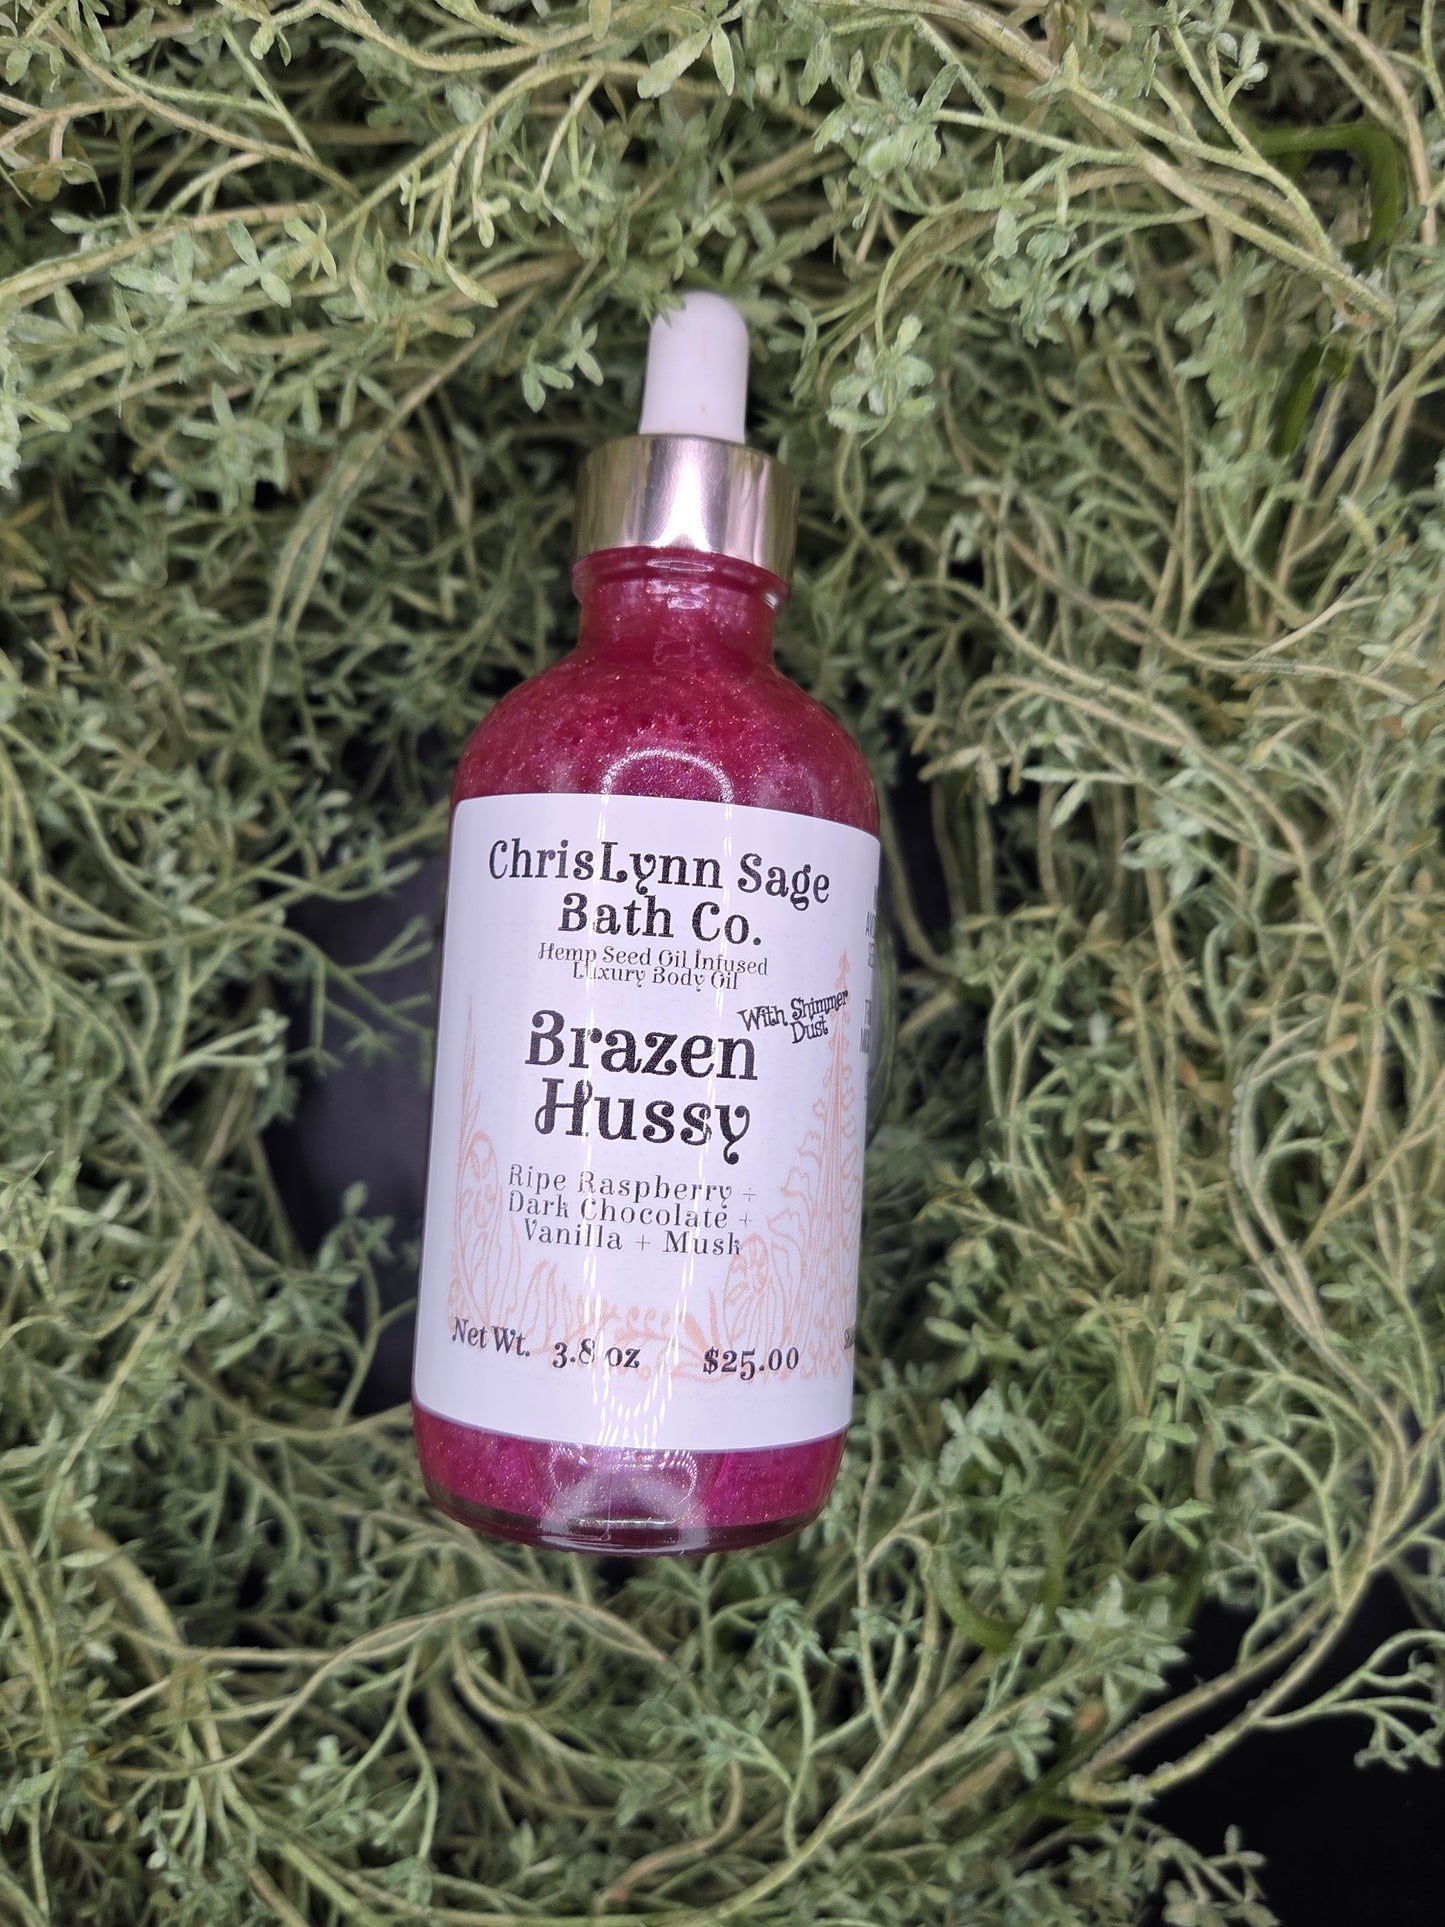 ChrisLynn Sage
Bath Co.
Hemp Seed Oil Infused
Luxury Body Oil
With Shimmer
Dust
Brazen
Hussy
Ripe Raspberry +
Dark Chocolate +
Vanilla + Musk
Net Wt. 3.8 oz $25.00